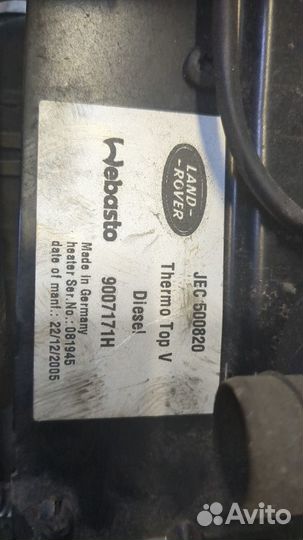 LAND-
-ROVER
JEC 500820
Thermo Top V
Diesel
Webasto
9007171H
Made in Germany
heater Ser.No.: 081945
date of manf.: 22/12/2005
Avito